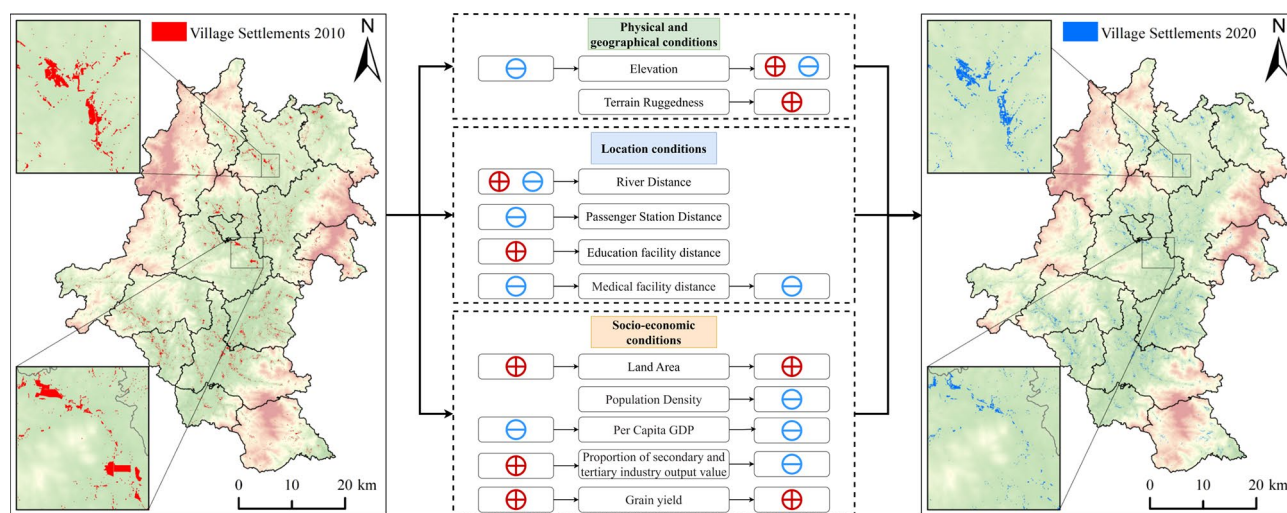 Village Settlements 2010
N
0 10 20 km
Physical and
geographical conditions
Elevation
Terrain Ruggedness
Location conditions
River Distance
Passenger Station Distance
Education facility distance
Medical facility distance
Socio-economic
conditions
Land Area
Population Density
Per Capita GDP
Proportion of secondary and
tertiary industry output value
Grain yield
Village Settlements 2020
N
0 10 20 km